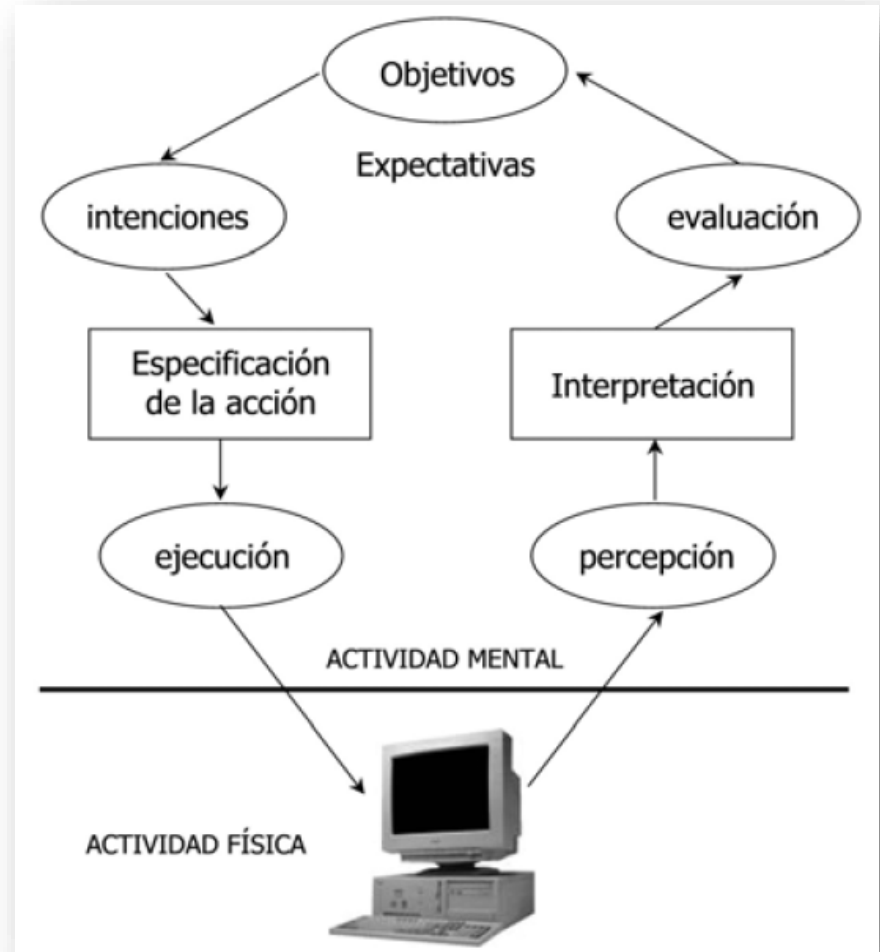 Objetivos
Expectativas
intenciones
evaluación
Especificación
de la acción
Interpretación
ejecución
percepción
ACTIVIDAD MENTAL
ACTIVIDAD FÍSICA